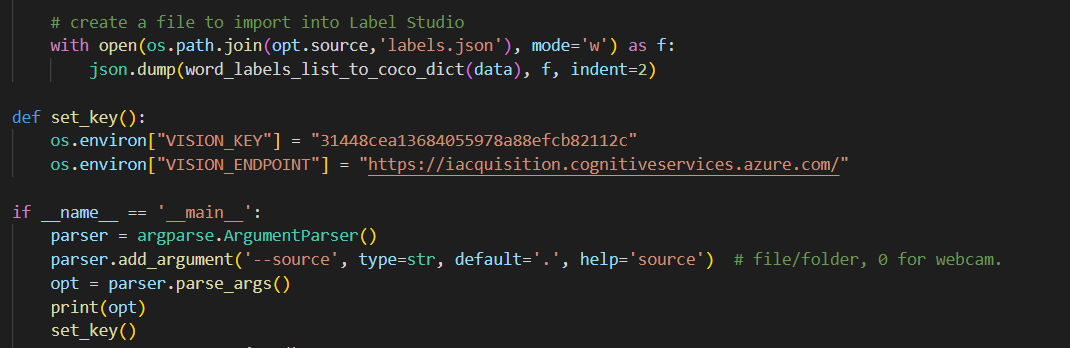 # create a file to import into Label Studio
with open(os.path.join(opt.source,'labels.json'), mode='w') as f:
json.dump(word_labels_list_to_coco_dict(data), f, indent=2)
def set_key():
os.environ["VISION_KEY"] = "31448cea13684055978a88efcb82112c"
os.environ["VISION_ENDPOINT"] = "https://iacquisition.cognitiveservices.azure.com/"
if __name__ == '__main__':
parser = argparse.ArgumentParser()
parser.add_argument('--source', type=str, default='.', help='source')  # file/folder, 0 for webcam.
opt = parser.parse_args()
print(opt)
set_key()